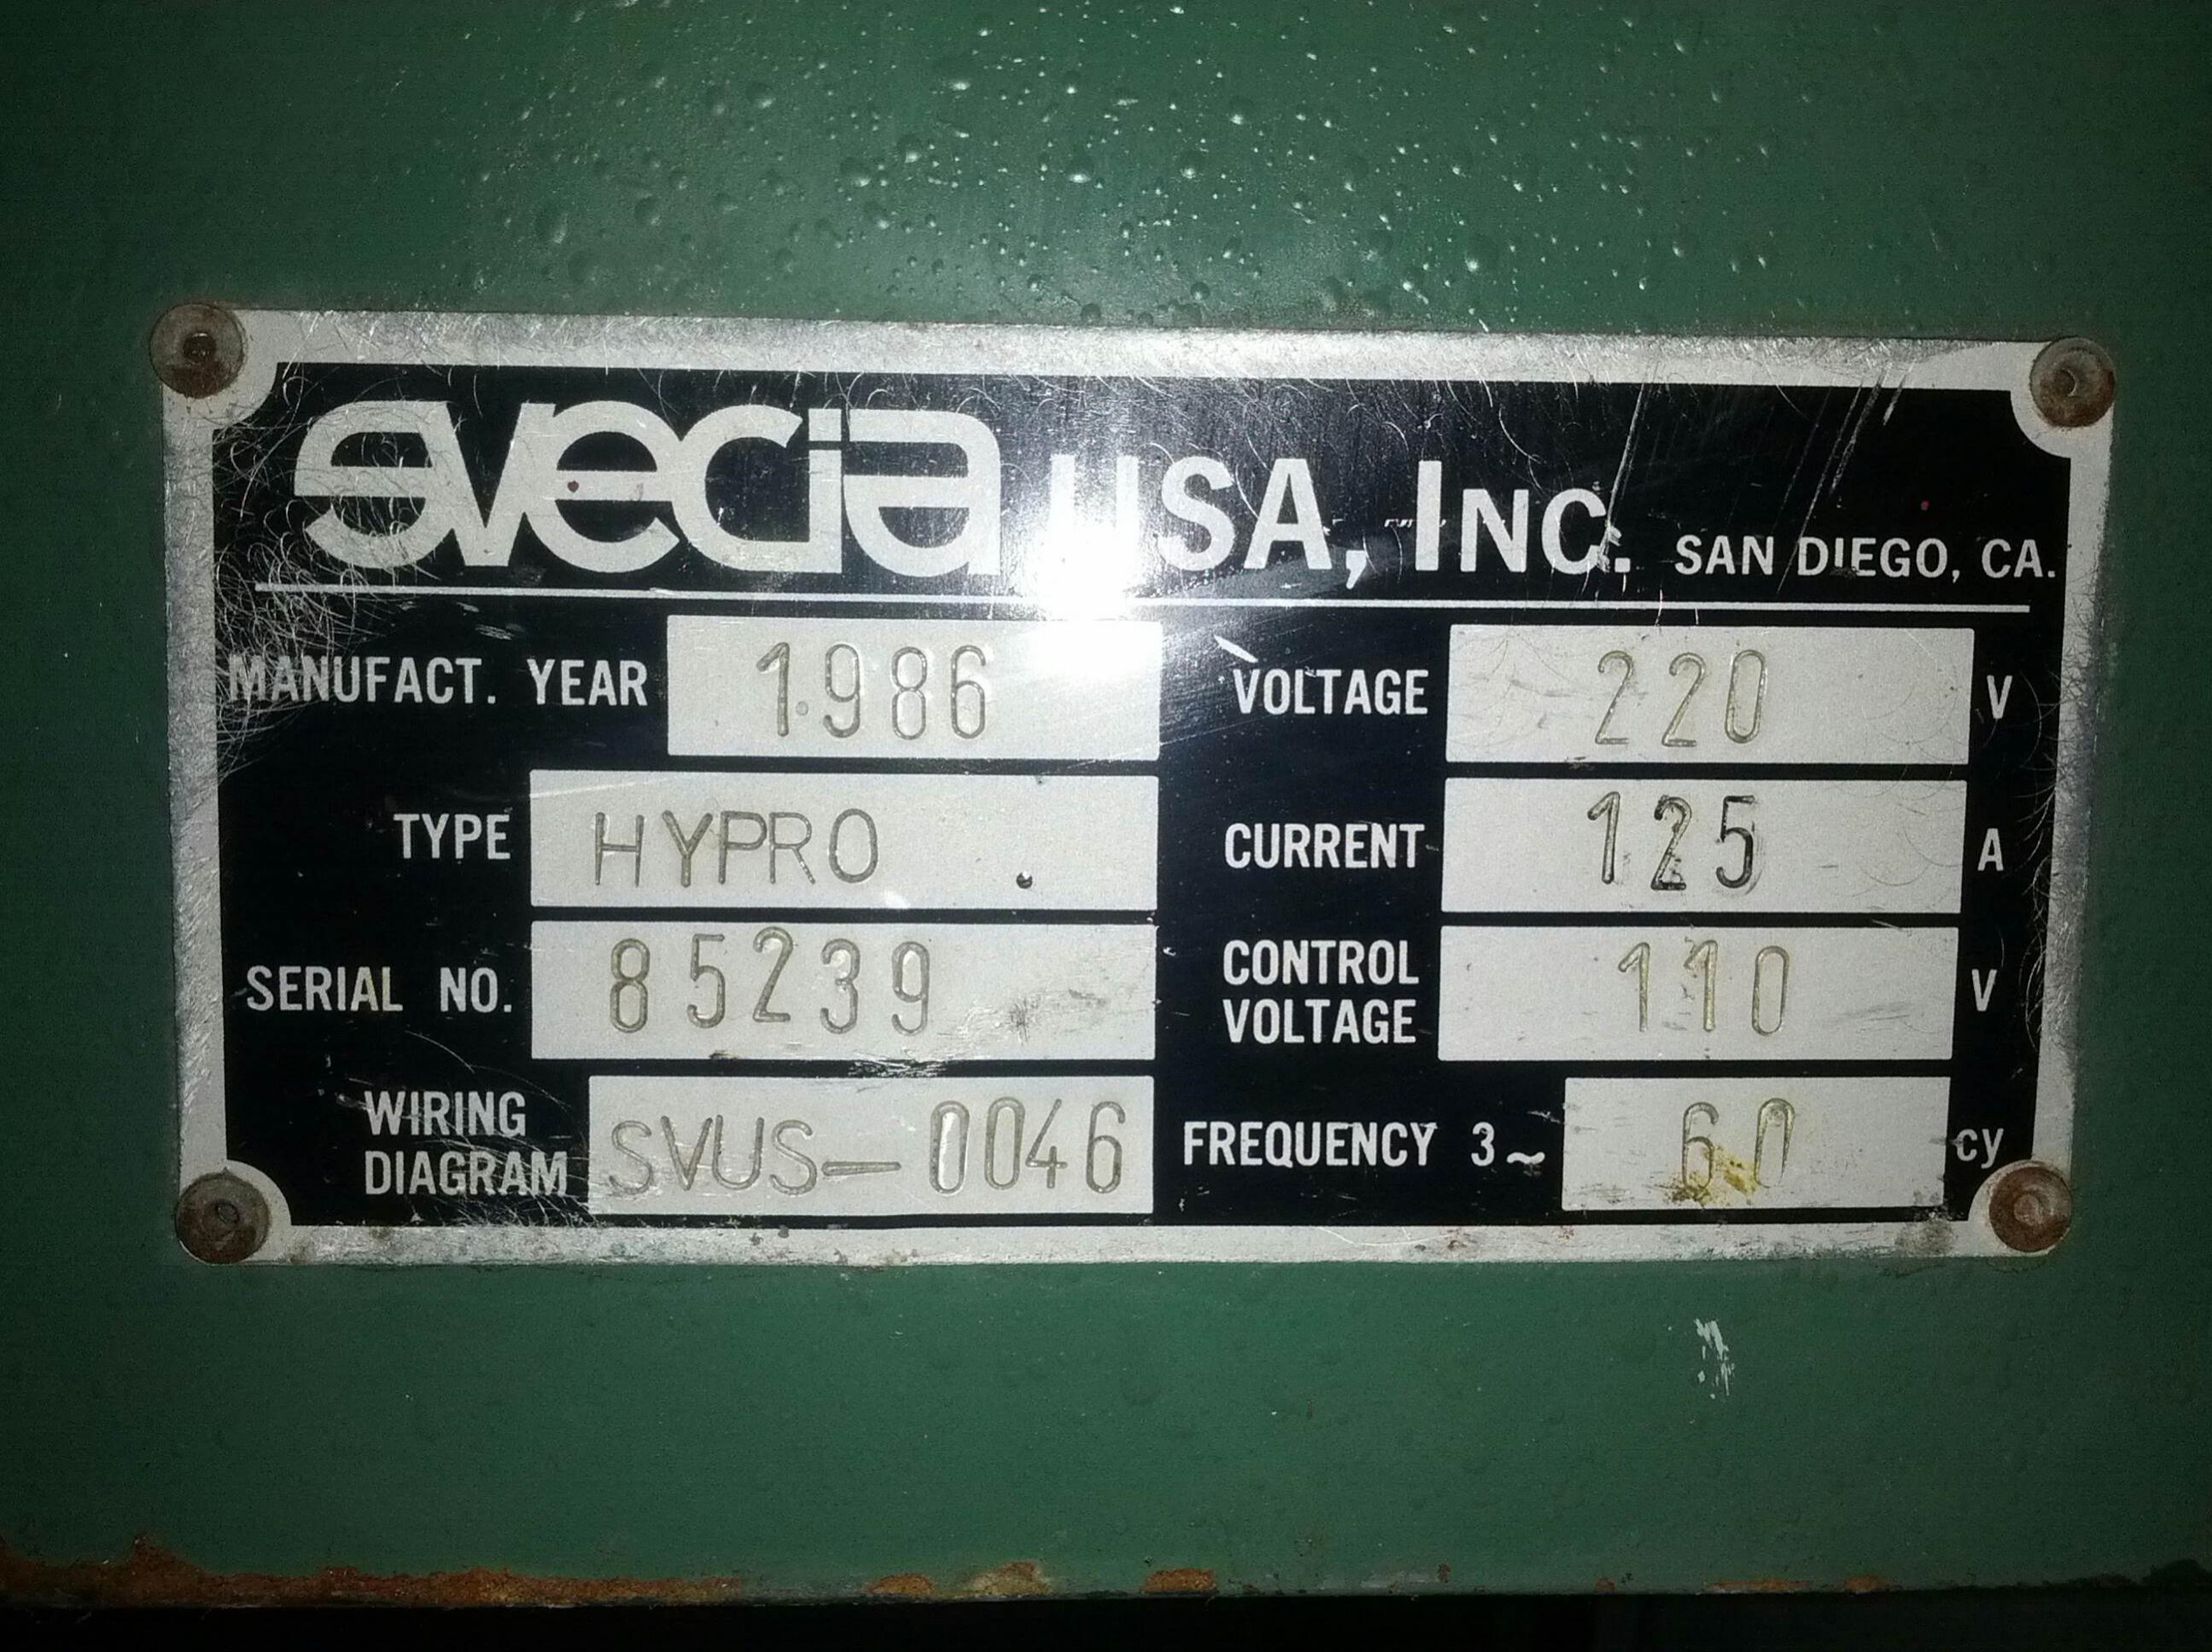 svecia USA, INC. SAN DIEGO, CA.
MANUFACT. YEAR 1986 VOLTAGE 220 V
TYPE HYPRO CURRENT 125 A
SERIAL NO. 85239 CONTROL VOLTAGE 110 V
WIRING DIAGRAM SVUS-0046 FREQUENCY 3~ 60 cy